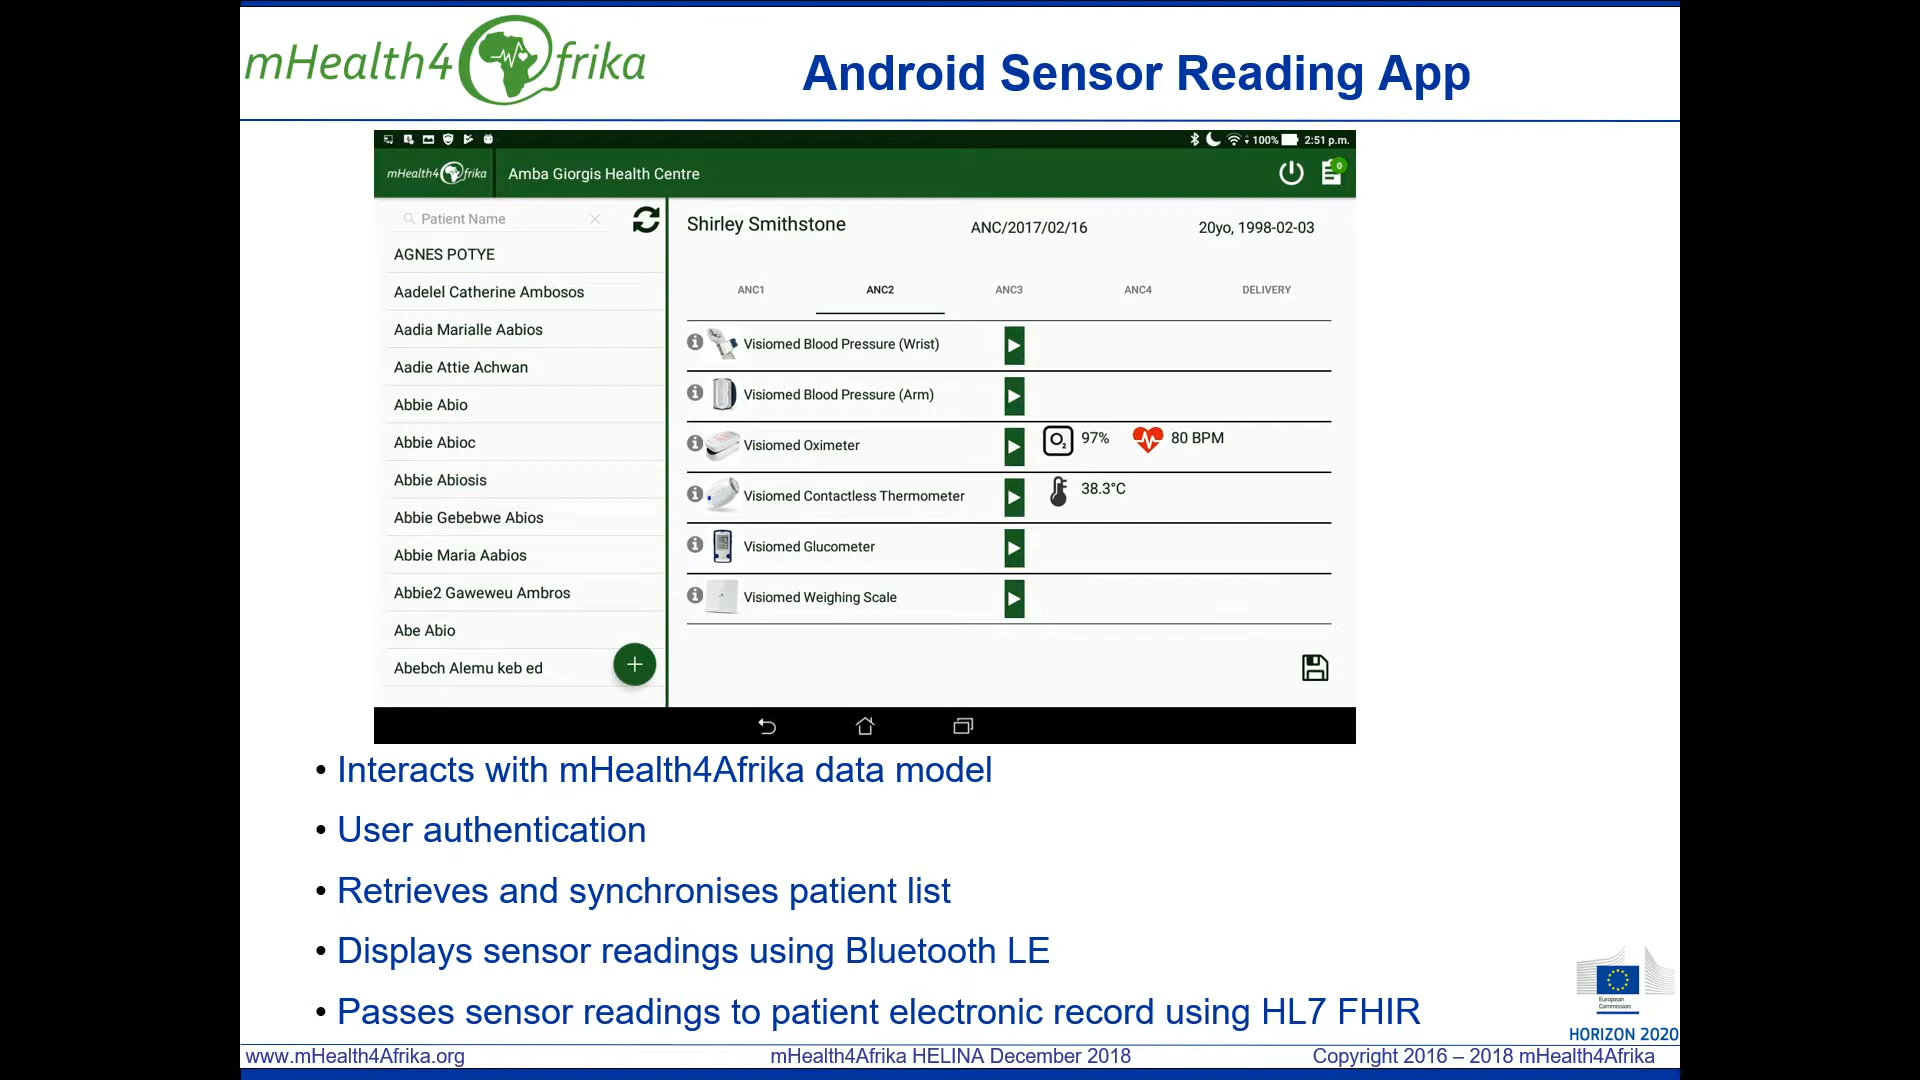 mHealth4Afrika
Android Sensor Reading App
100% 2:51 p.m.
mHealth4Afrika
Amba Giorgis Health Centre
0
Patient Name
AGNES POTYE
Aadelel Catherine Ambosos
Aadia Marialle Aabios
Aadie Attie Achwan
Abbie Abio
Abbie Abioc
Abbie Abiosis
Abbie Gebebwe Abios
Abbie Maria Aabios
Abbie2 Gaweweu Ambros
Abe Abio
Abebch Alemu keb ed
Shirley Smithstone
ANC/2017/02/16
20yo, 1998-02-03
ANC1 ANC2 ANC3 ANC4 DELIVERY
Visiomed Blood Pressure (Wrist)
Visiomed Blood Pressure (Arm)
Visiomed Oximeter O2 97% 80 BPM
Visiomed Contactless Thermometer 38.3°C
Visiomed Glucometer
Visiomed Weighing Scale
• Interacts with mHealth4Afrika data model
• User authentication
• Retrieves and synchronises patient list
• Displays sensor readings using Bluetooth LE
• Passes sensor readings to patient electronic record using HL7 FHIR
European
Commission
HORIZON 2020
www.mHealth4Afrika.org
mHealth4Afrika HELINA December 2018
Copyright 2016 – 2018 mHealth4Afrika